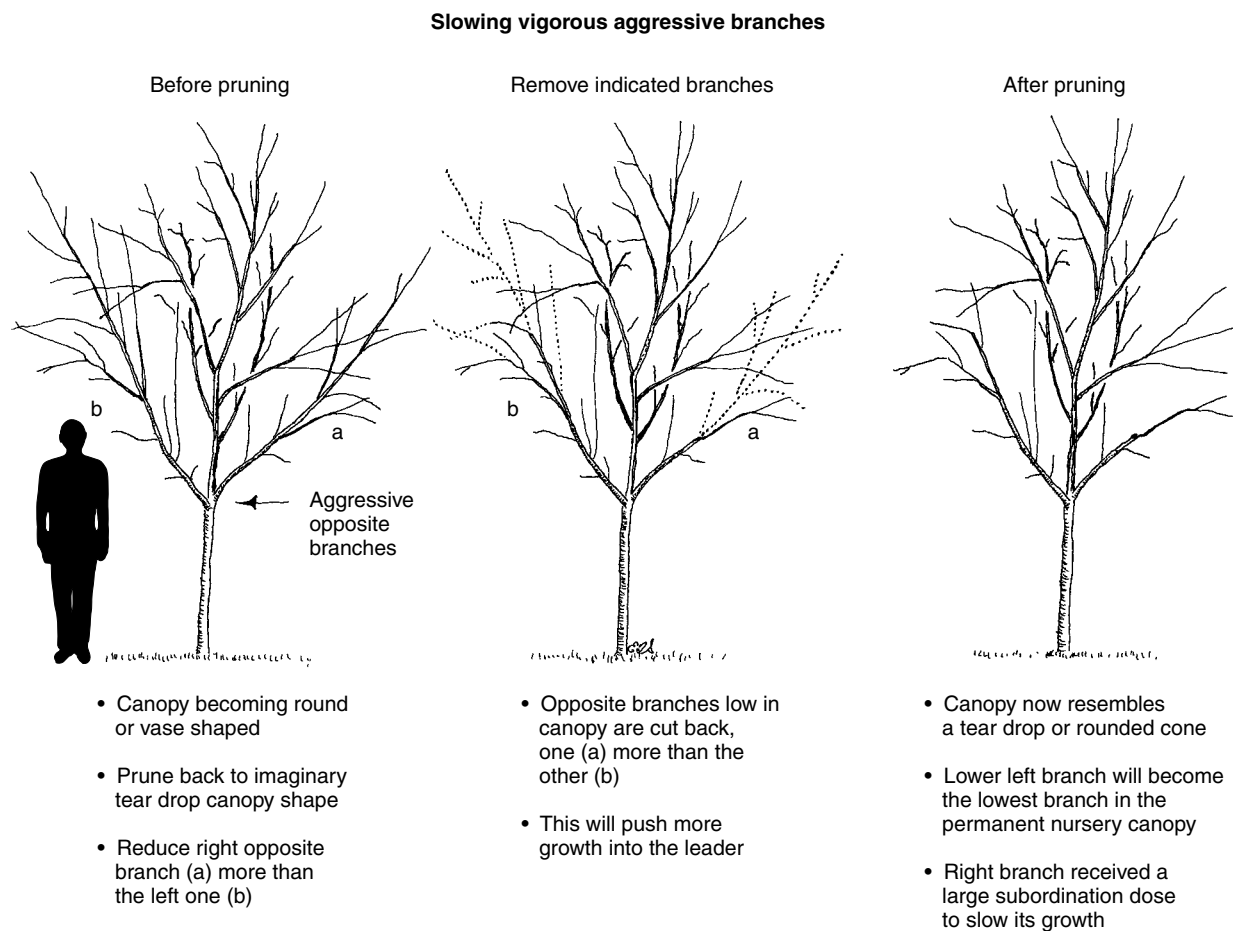 Slowing vigorous aggressive branches
Before pruning
Remove indicated branches
After pruning
b
a
Aggressive
opposite
branches
b
a
• Canopy becoming round
or vase shaped
• Prune back to imaginary
tear drop canopy shape
• Reduce right opposite
branch (a) more than
the left one (b)
• Opposite branches low in
canopy are cut back,
one (a) more than the
other (b)
• This will push more
growth into the leader
• Canopy now resembles
a tear drop or rounded cone
• Lower left branch will become
the lowest branch in the
permanent nursery canopy
• Right branch received a
large subordination dose
to slow its growth